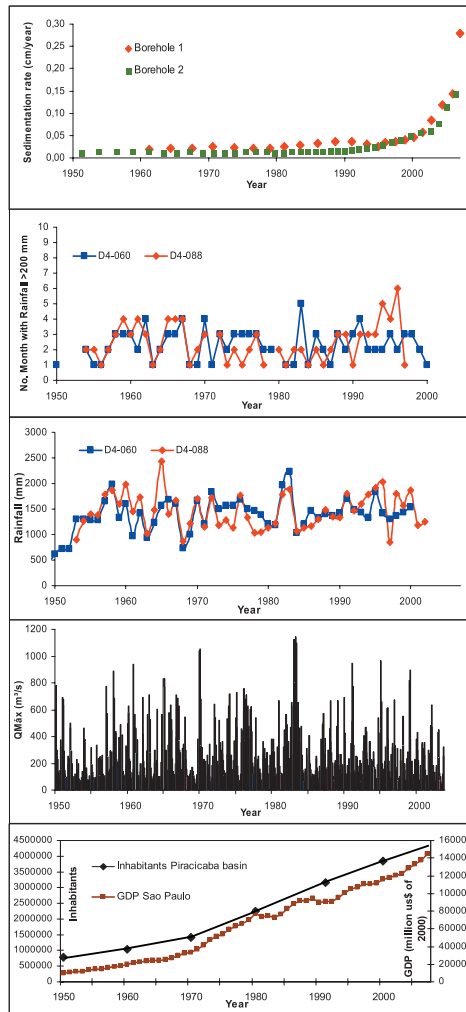 Sedimentation rate (cm/year)
0,30
0,25
0,20
0,15
0,10
0,05
0,00
Borehole 1
Borehole 2
1950 1960 1970 1980 1990 2000
Year
No, Month with Rainfall >200 mm
10
9
8
7
6
5
4
3
2
1
0
D4-060 D4-088
1950 1960 1970 1980 1990 2000
Year
Rainfall (mm)
3000
2500
2000
1500
1000
500
0
D4-060 D4-088
1950 1960 1970 1980 1990 2000
Year
QMáx (m³/s)
1200
1000
800
600
400
200
0
1950 1960 1970 1980 1990 2000
Year
Inhabitants
4500000
4000000
3500000
3000000
2500000
2000000
1500000
1000000
500000
0
Inhabitants Piracicaba basin
GDP Sao Paulo
16000
14000
12000
10000
80000
60000
40000
20000
0
GDP (million us$ of
2000)
1950 1960 1970 1980 1990 2000
Year